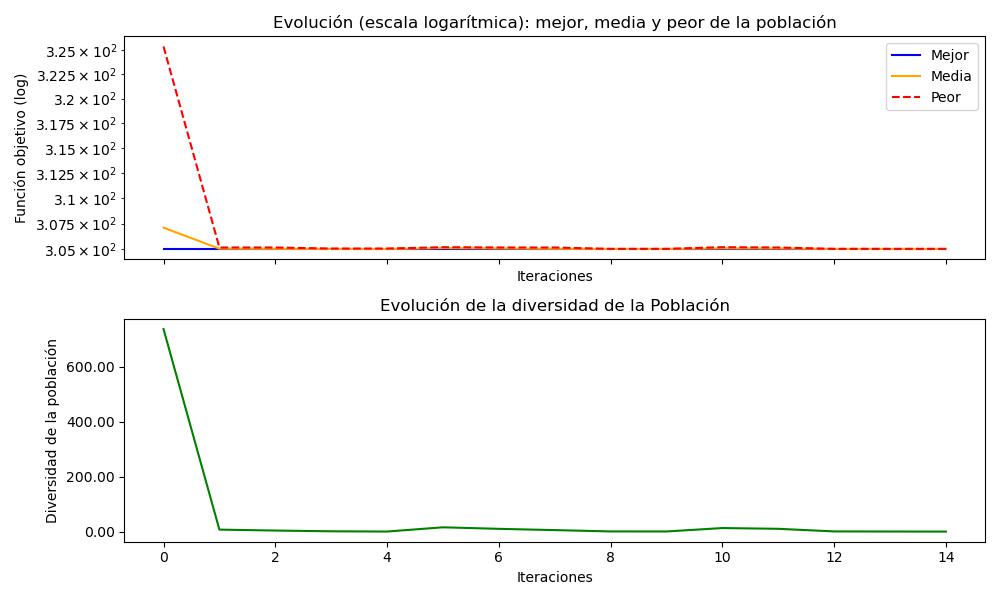 Evolución (escala logarítmica): mejor, media y peor de la población
Función objetivo (log)
3.25 × 10²
3.225 × 10²
3.2 × 10²
3.175 × 10²
3.15 × 10²
3.125 × 10²
3.1 × 10²
3.075 × 10²
3.05 × 10²
Mejor
Media
Peor
Iteraciones
Evolución de la diversidad de la Población
Diversidad de la población
600.00
400.00
200.00
0.00
0 2 4 6 8 10 12 14
Iteraciones